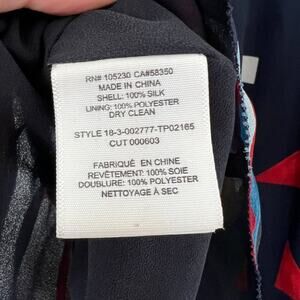 RN# 105230 CA#58350
MADE IN CHINA
SHELL: 100% SILK
LINING: 100% POLYESTER
DRY CLEAN
STYLE 18-3-002777-TP02165
CUT 000603
FABRIQUÉ EN CHINE
REVÊTEMENT: 100% SOIE
DOUBLURE: 100% POLYESTER
NETTOYAGE À SEC